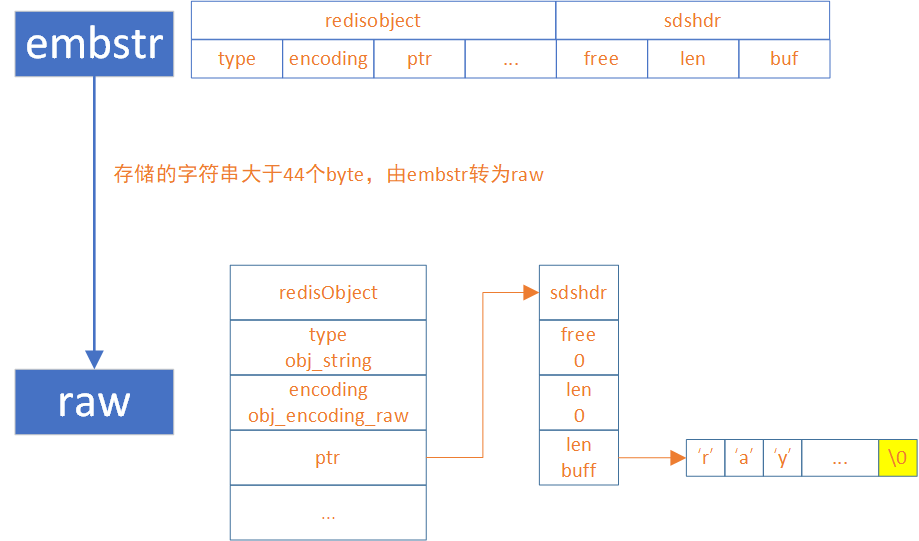 embstr
redisobject sdshdr
type encoding ptr ... free len buf
存储的字符串大于44个byte，由embstr转为raw
raw
redisObject
type
obj_string
encoding
obj_encoding_raw
ptr
...
sdshdr
free
0
len
0
len
buff
'r' 'a' 'y' ... \0